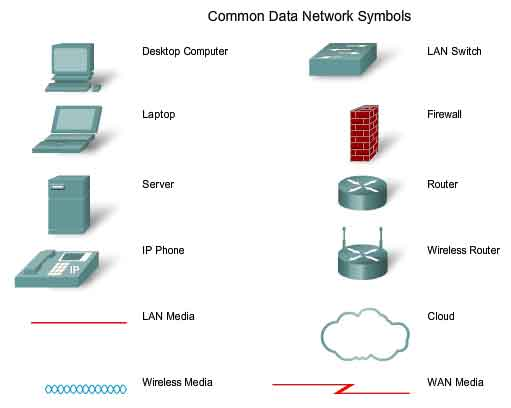 Common Data Network Symbols
Desktop Computer
LAN Switch
Laptop
Firewall
Server
Router
IP Phone
IP
Wireless Router
LAN Media
Cloud
Wireless Media
WAN Media